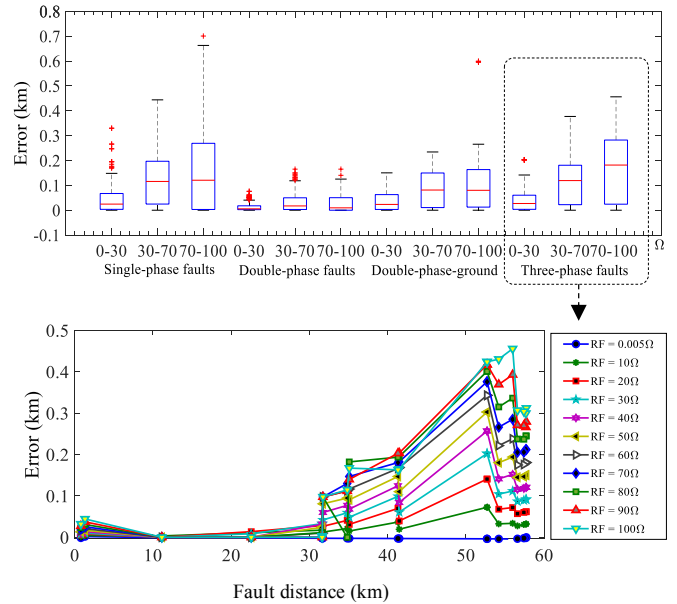 0.8
0.7
0.6
0.5
0.4
0.3
0.2
0.1
0
-0.1
Error (km)
0-30 30-70 70-100 0-30 30-70 70-100 0-30 30-70 70-100 0-30 30-70 70-100 Ω
Single-phase faults Double-phase faults Double-phase-ground Three-phase faults
0.5
0.4
0.3
0.2
0.1
0
Error (km)
0 10 20 30 40 50 60
Fault distance (km)
RF = 0.005Ω
RF = 10Ω
RF = 20Ω
RF = 30Ω
RF = 40Ω
RF = 50Ω
RF = 60Ω
RF = 70Ω
RF = 80Ω
RF = 90Ω
RF = 100Ω